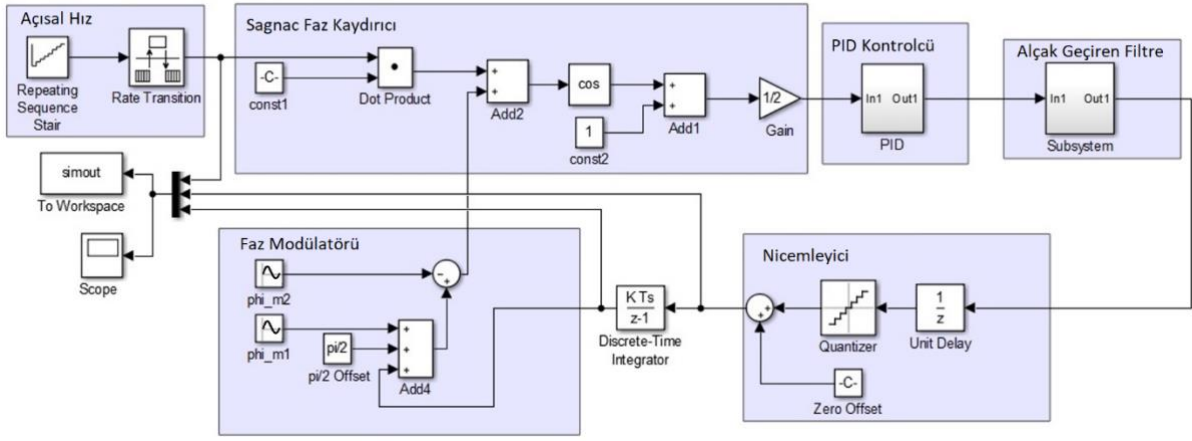 Açısal Hız
Repeating
Sequence
Stair
Rate Transition
Sagnac Faz Kaydırıcı
-C-
const1
Dot Product
+
+
Add2
cos
1
const2
+
+
Add1
1/2
Gain
PID Kontrolcü
In1 Out1
PID
Alçak Geçiren Filtre
In1 Out1
Subsystem
simout
To Workspace
Scope
Faz Modülatörü
phi_m2
phi_m1
pi/2
pi/2 Offset
+
+
+
Add4
-
+
K Ts
z-1
Discrete-Time
Integrator
Nicemleyici
+
+
Quantizer
1
z
Unit Delay
-C-
Zero Offset